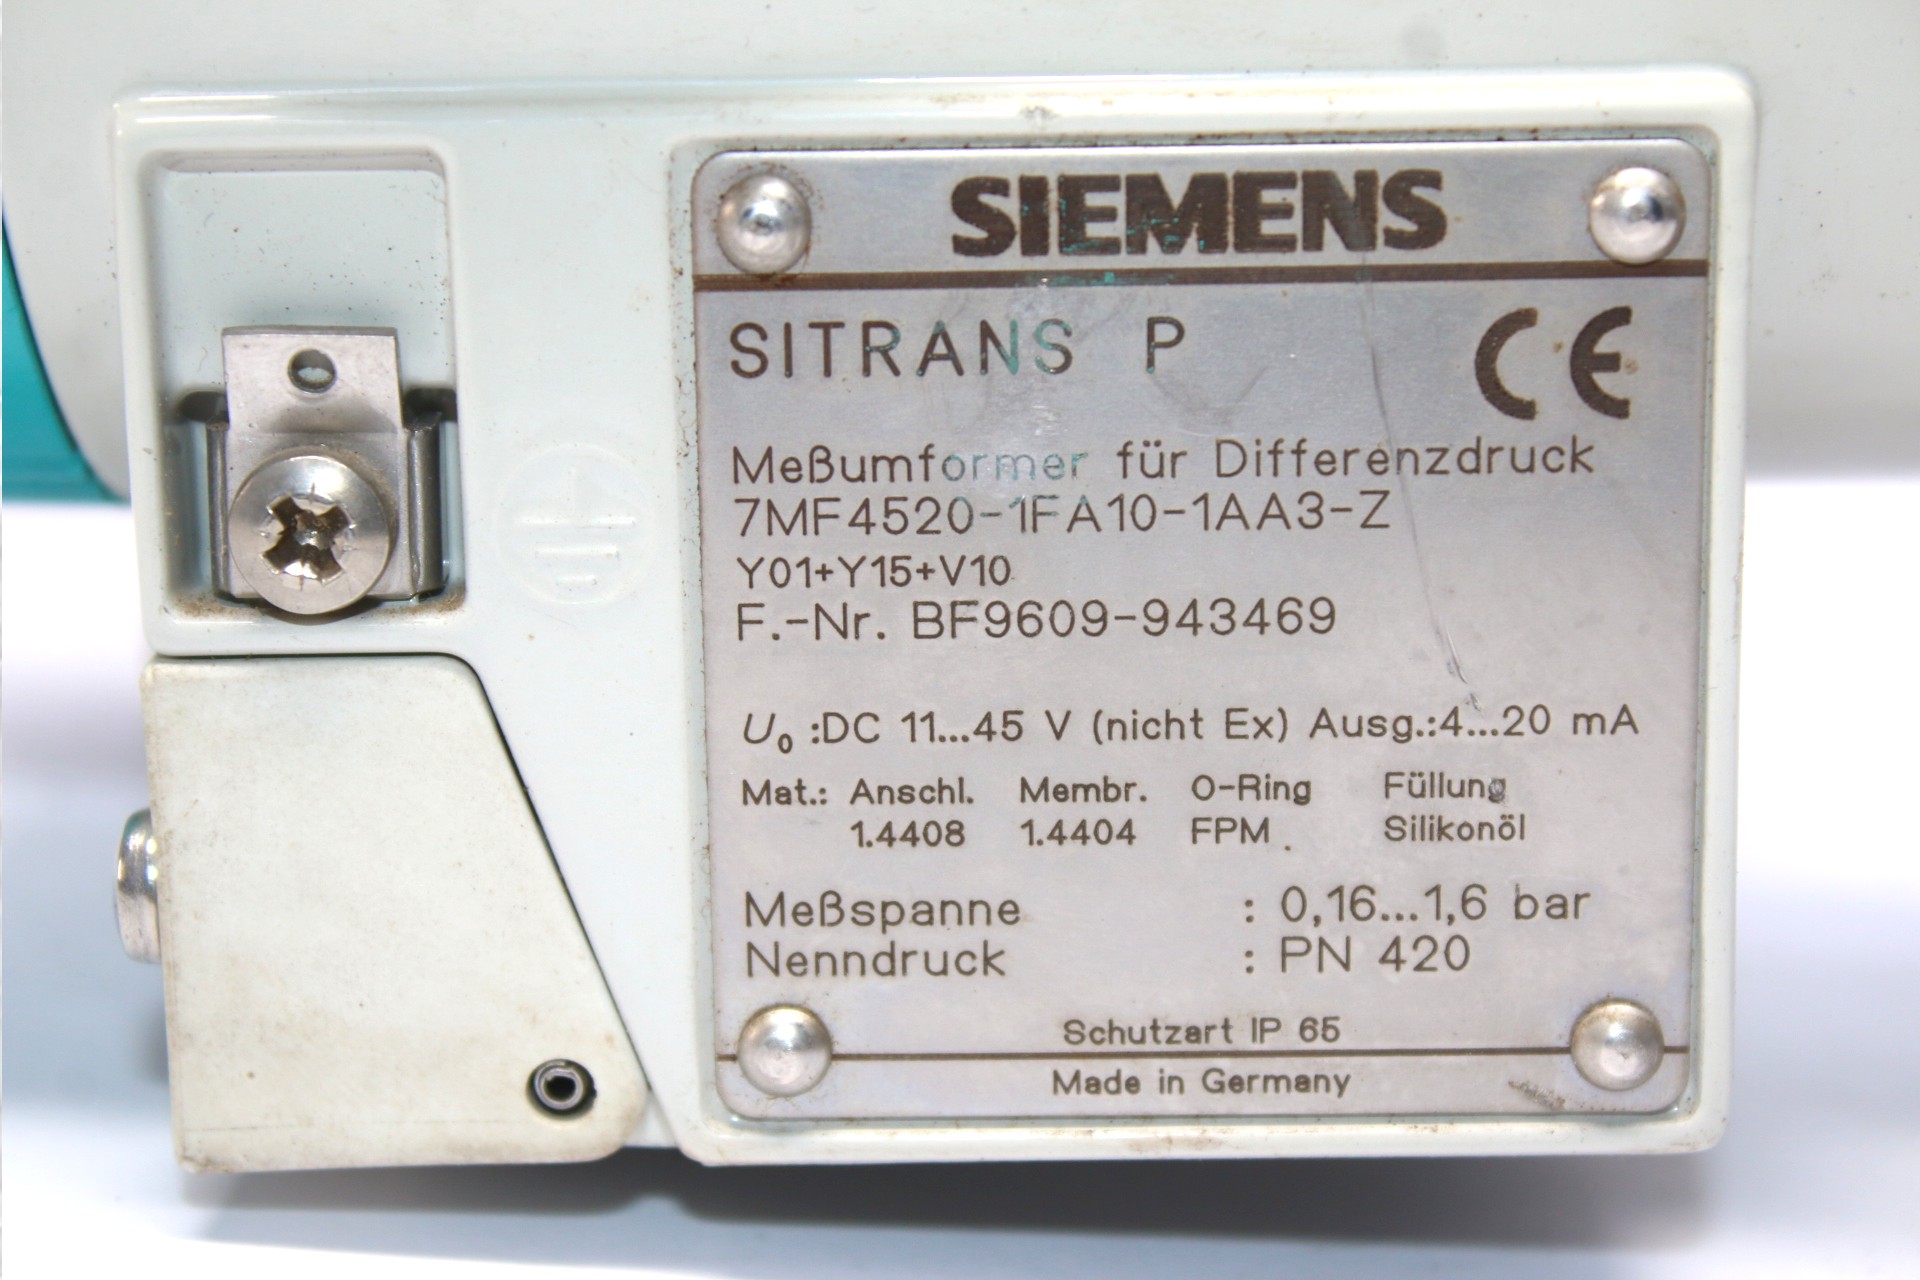 SIEMENS
SITRANS P
CE
Meßumformer für Differenzdruck
7MF4520-1FA10-1AA3-Z
Y01+Y15+V10
F.-Nr. BF9609-943469
U₀ :DC 11...45 V (nicht Ex) Ausg.:4...20 mA
Mat.: Anschl. Membr. O-Ring Füllung
1.4408 1.4404 FPM . Silikonöl
Meßspanne : 0,16...1,6 bar
Nenndruck : PN 420
Schutzart IP 65
Made in Germany